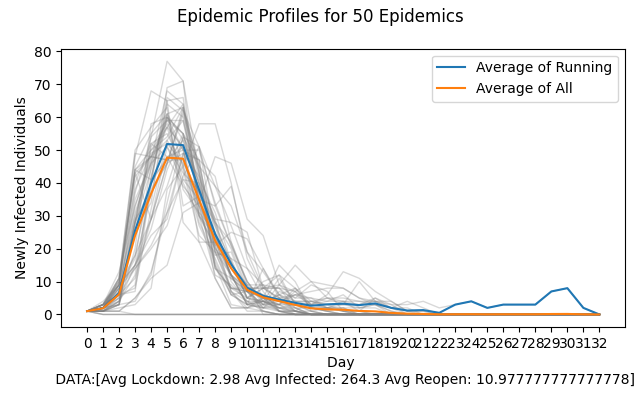 Epidemic Profiles for 50 Epidemics
80
70
60
50
40
30
20
10
0
Newly Infected Individuals
Average of Running
Average of All
0 1 2 3 4 5 6 7 8 9 10 11 12 13 14 15 16 17 18 19 20 21 22 23 24 25 26 27 28 29 30 31 32
Day
DATA:[Avg Lockdown: 2.98 Avg Infected: 264.3 Avg Reopen: 10.977777777777778]